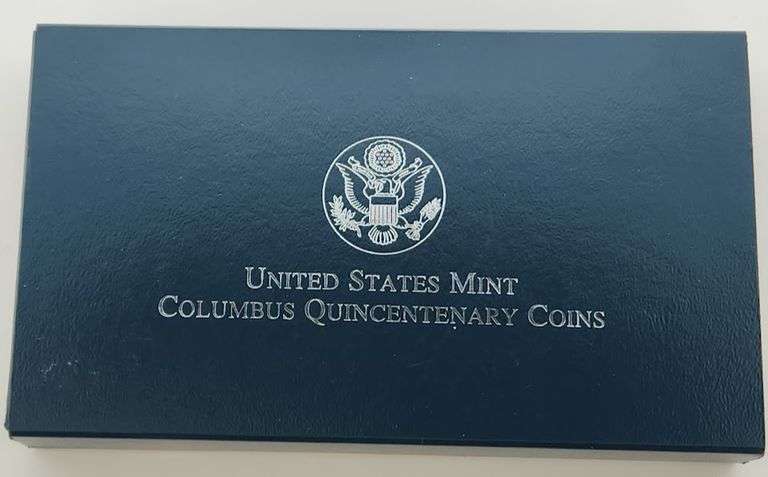 United States Mint
Columbus Quincentenary Coins